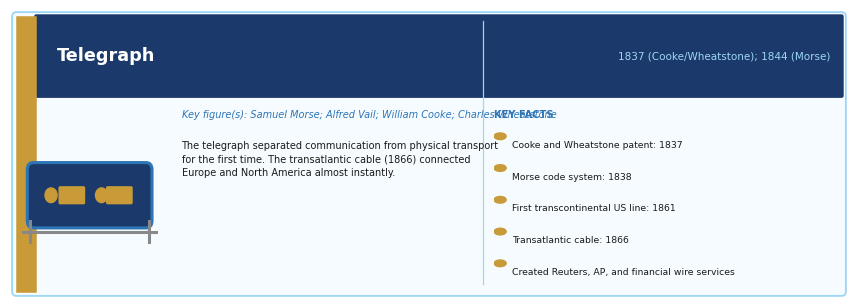 Telegraph
1837 (Cooke/Wheatstone); 1844 (Morse)
Key figure(s): Samuel Morse; Alfred Vail; William Cooke; Charles Wheatstone
The telegraph separated communication from physical transport
for the first time. The transatlantic cable (1866) connected
Europe and North America almost instantly.
KEY FACTS
Cooke and Wheatstone patent: 1837
Morse code system: 1838
First transcontinental US line: 1861
Transatlantic cable: 1866
Created Reuters, AP, and financial wire services